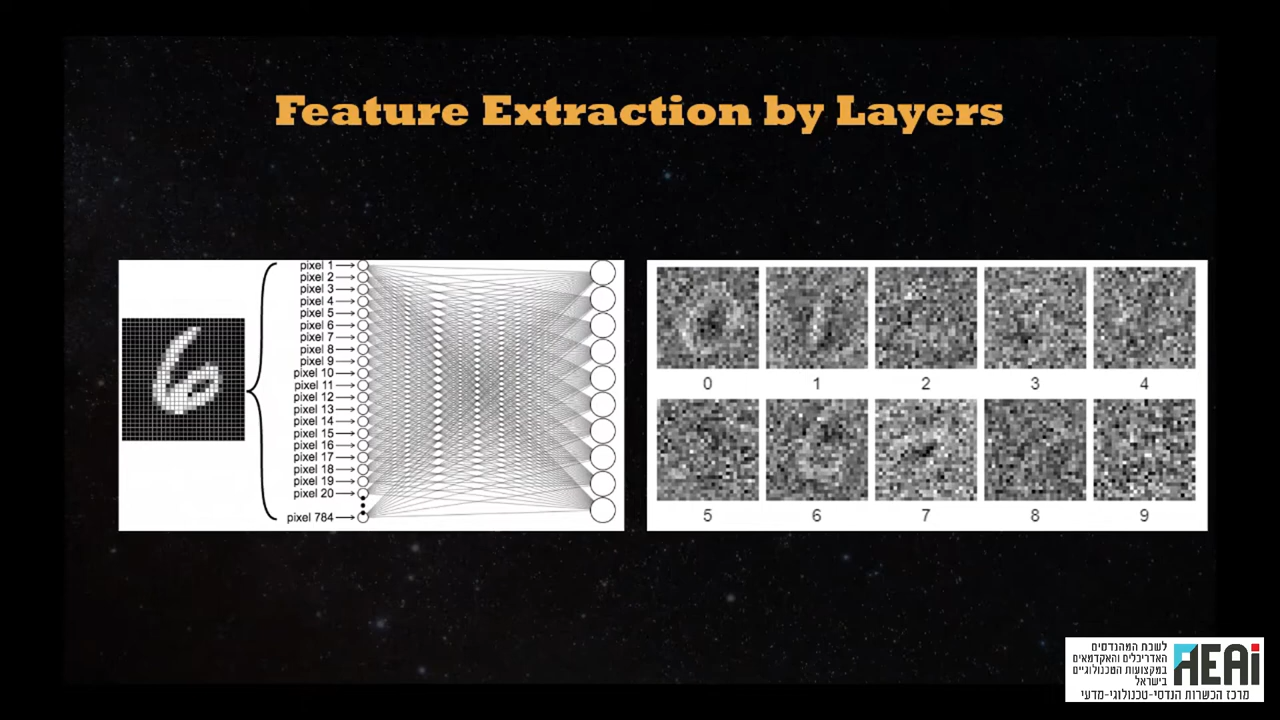 Feature Extraction by Layers
pixel 1
pixel 2
pixel 3
pixel 4
pixel 5
pixel 6
pixel 7
pixel 8
pixel 9
pixel 10
pixel 11
pixel 12
pixel 13
pixel 14
pixel 15
pixel 16
pixel 17
pixel 18
pixel 19
pixel 20
pixel 784
0 1 2 3 4
5 6 7 8 9
לשכת המהנדסים
האדריכלים והאקדמאים
במקצועות הטכנולוגיים
בישראל
AEAI
מרכז הכשרות הנדסי-טכנולוגי-מדעי